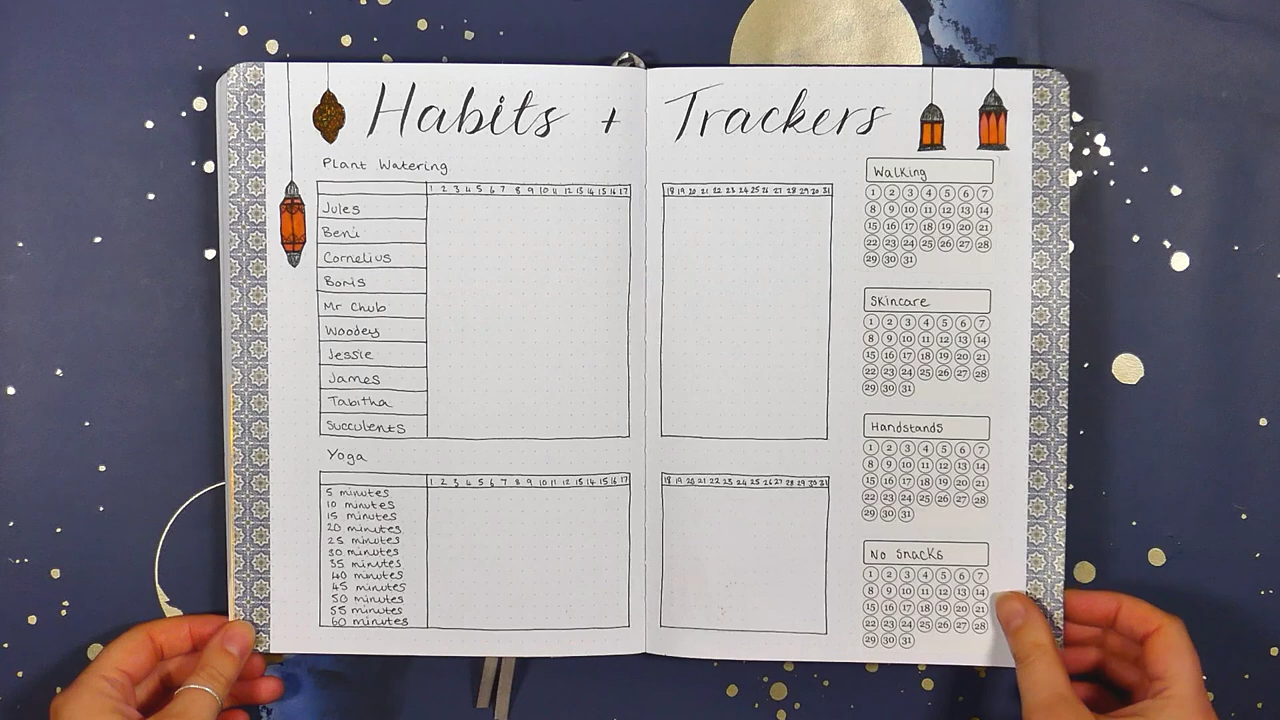 Habits + Trackers
Plant Watering
1 2 3 4 5 6 7 8 9 10 11 12 13 14 15 16 17
Jules
Beni
Cornelius
Boris
Mr Chub
Woodey
Jessie
James
Tabitha
Succulents
Yoga
1 2 3 4 5 6 7 8 9 10 11 12 13 14 15 16 17
5 minutes
10 minutes
15 minutes
20 minutes
25 minutes
30 minutes
35 minutes
40 minutes
45 minutes
50 minutes
55 minutes
60 minutes
18 19 20 21 22 23 24 25 26 27 28 29 30 31
18 19 20 21 22 23 24 25 26 27 28 29 30 31
Walking
1 2 3 4 5 6 7
8 9 10 11 12 13 14
15 16 17 18 19 20 21
22 23 24 25 26 27 28
29 30 31
Skincare
1 2 3 4 5 6 7
8 9 10 11 12 13 14
15 16 17 18 19 20 21
22 23 24 25 26 27 28
29 30 31
Handstands
1 2 3 4 5 6 7
8 9 10 11 12 13 14
15 16 17 18 19 20 21
22 23 24 25 26 27 28
29 30 31
No snacks
1 2 3 4 5 6 7
8 9 10 11 12 13 14
15 16 17 18 19 20 21
22 23 24 25 26 27 28
29 30 31